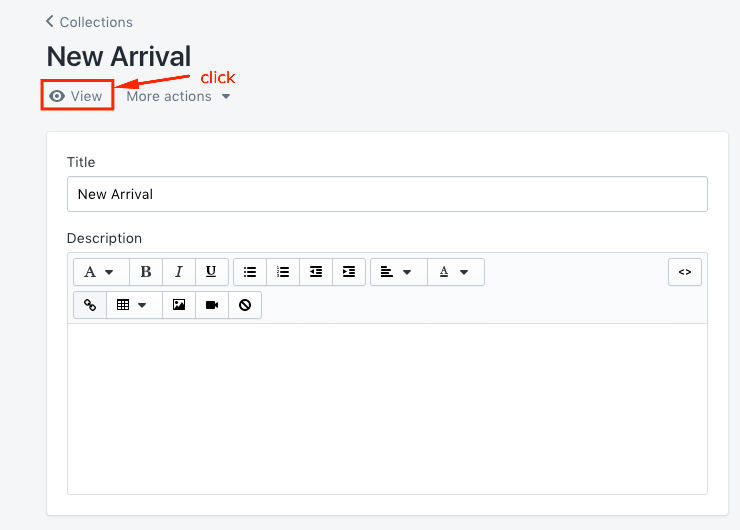 Collections
New Arrival
click
View More actions
Title
New Arrival
Description
A B I U A <>